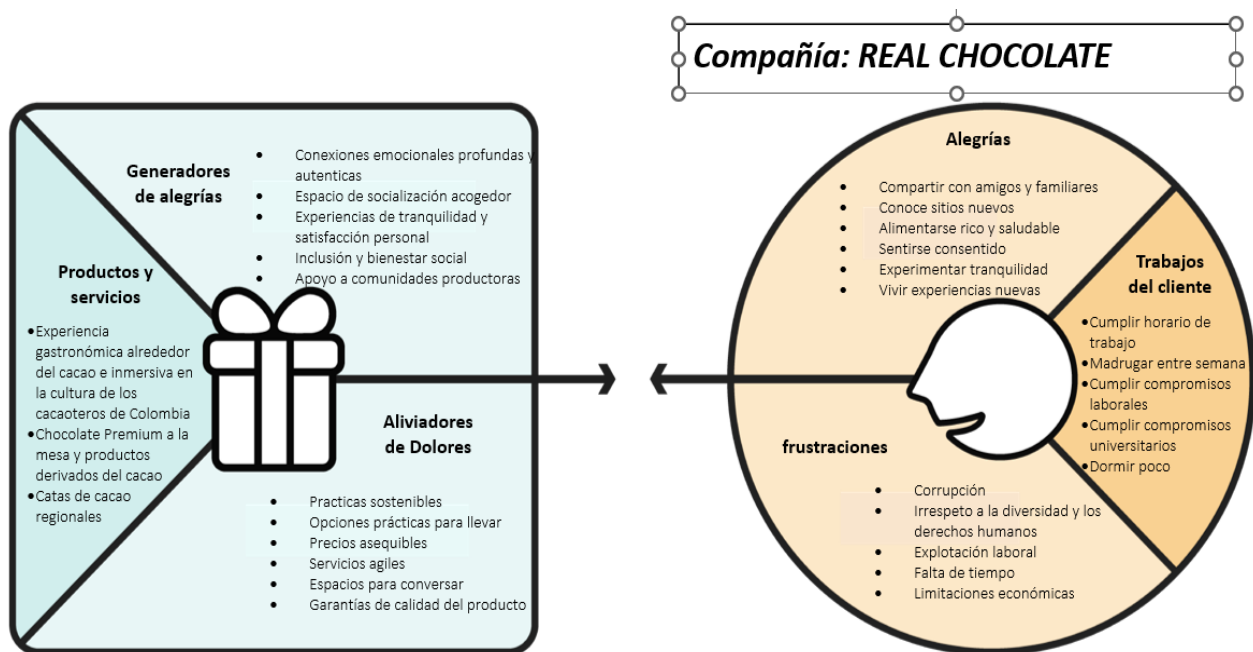 Compañía: REAL CHOCOLATE
Generadores
de alegrías
• Conexiones emocionales profundas y
autenticas
• Espacio de socialización acogedor
• Experiencias de tranquilidad y
satisfacción personal
• Inclusión y bienestar social
• Apoyo a comunidades productoras
Productos y
servicios
•Experiencia
gastronómica alrededor
del cacao e inmersiva en
la cultura de los
cacaoteros de Colombia
•Chocolate Premium a la
mesa y productos
derivados del cacao
•Catas de cacao
regionales
Aliviadores
de Dolores
• Practicas sostenibles
• Opciones prácticas para llevar
• Precios asequibles
• Servicios agiles
• Espacios para conversar
• Garantías de calidad del producto
Alegrías
• Compartir con amigos y familiares
• Conoce sitios nuevos
• Alimentarse rico y saludable
• Sentirse consentido
• Experimentar tranquilidad
• Vivir experiencias nuevas
Trabajos
del cliente
•Cumplir horario de
trabajo
•Madrugar entre semana
•Cumplir compromisos
laborales
•Cumplir compromisos
universitarios
•Dormir poco
frustraciones
• Corrupción
• Irrespeto a la diversidad y los
derechos humanos
• Explotación laboral
• Falta de tiempo
• Limitaciones económicas